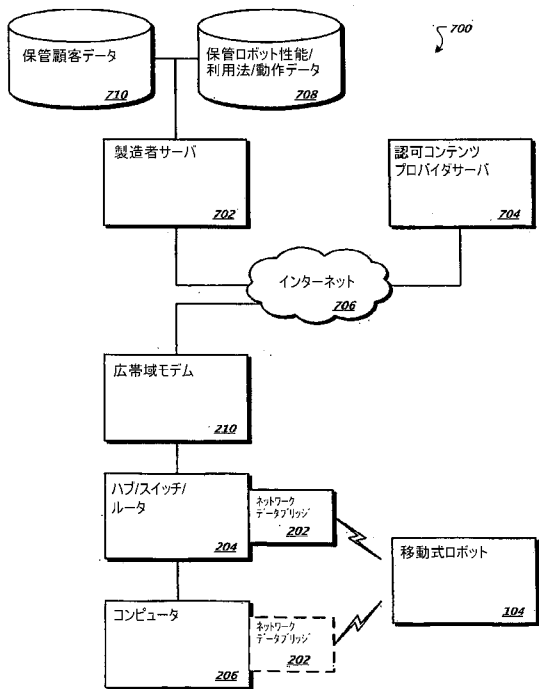 700
保管顧客データ
710
保管ロボット性能/
利用法/動作データ
708
製造者サーバ
702
認可コンテンツ
プロバイダサーバ
704
インターネット
706
広帯域モデム
210
ハブ/スイッチ/
ルータ
204
ネットワーク
データブリッジ
202
移動式ロボット
104
コンピュータ
206
ネットワーク
データブリッジ
202